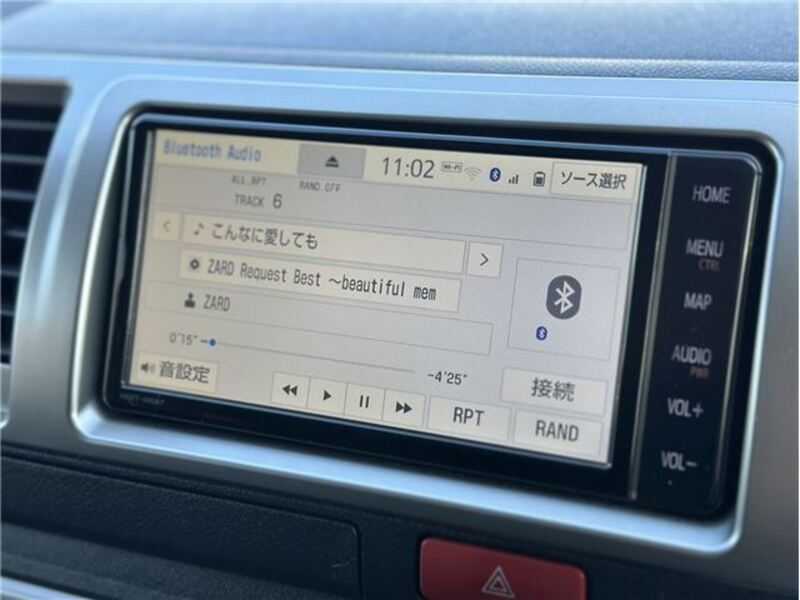 Bluetooth Audio
11:02
Wi-Fi
ソース選択
ALL.RPT
RAND.OFF
TRACK 6
こんなに愛しても
ZARD Request Best ~beautiful mem
ZARD
0'15"
-4'25"
音設定
RPT
接続
RAND
HOME
MENU
CTRL
MAP
AUDIO
PWR
VOL+
VOL-